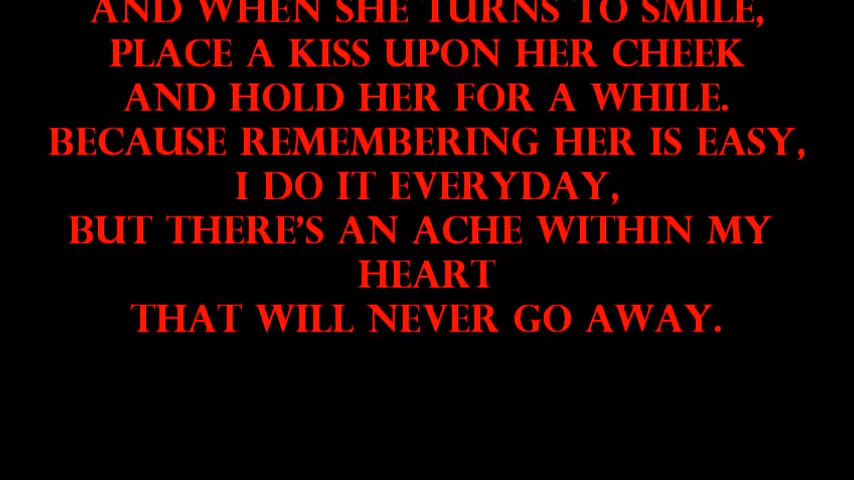 AND WHEN SHE TURNS TO SMILE,
PLACE A KISS UPON HER CHEEK
AND HOLD HER FOR A WHILE.
BECAUSE REMEMBERING HER IS EASY,
I DO IT EVERYDAY,
BUT THERE'S AN ACHE WITHIN MY
HEART
THAT WILL NEVER GO AWAY.